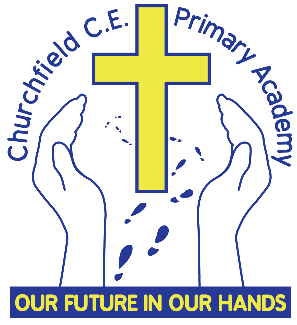 Churchfield C.E. Primary Academy
OUR FUTURE IN OUR HANDS